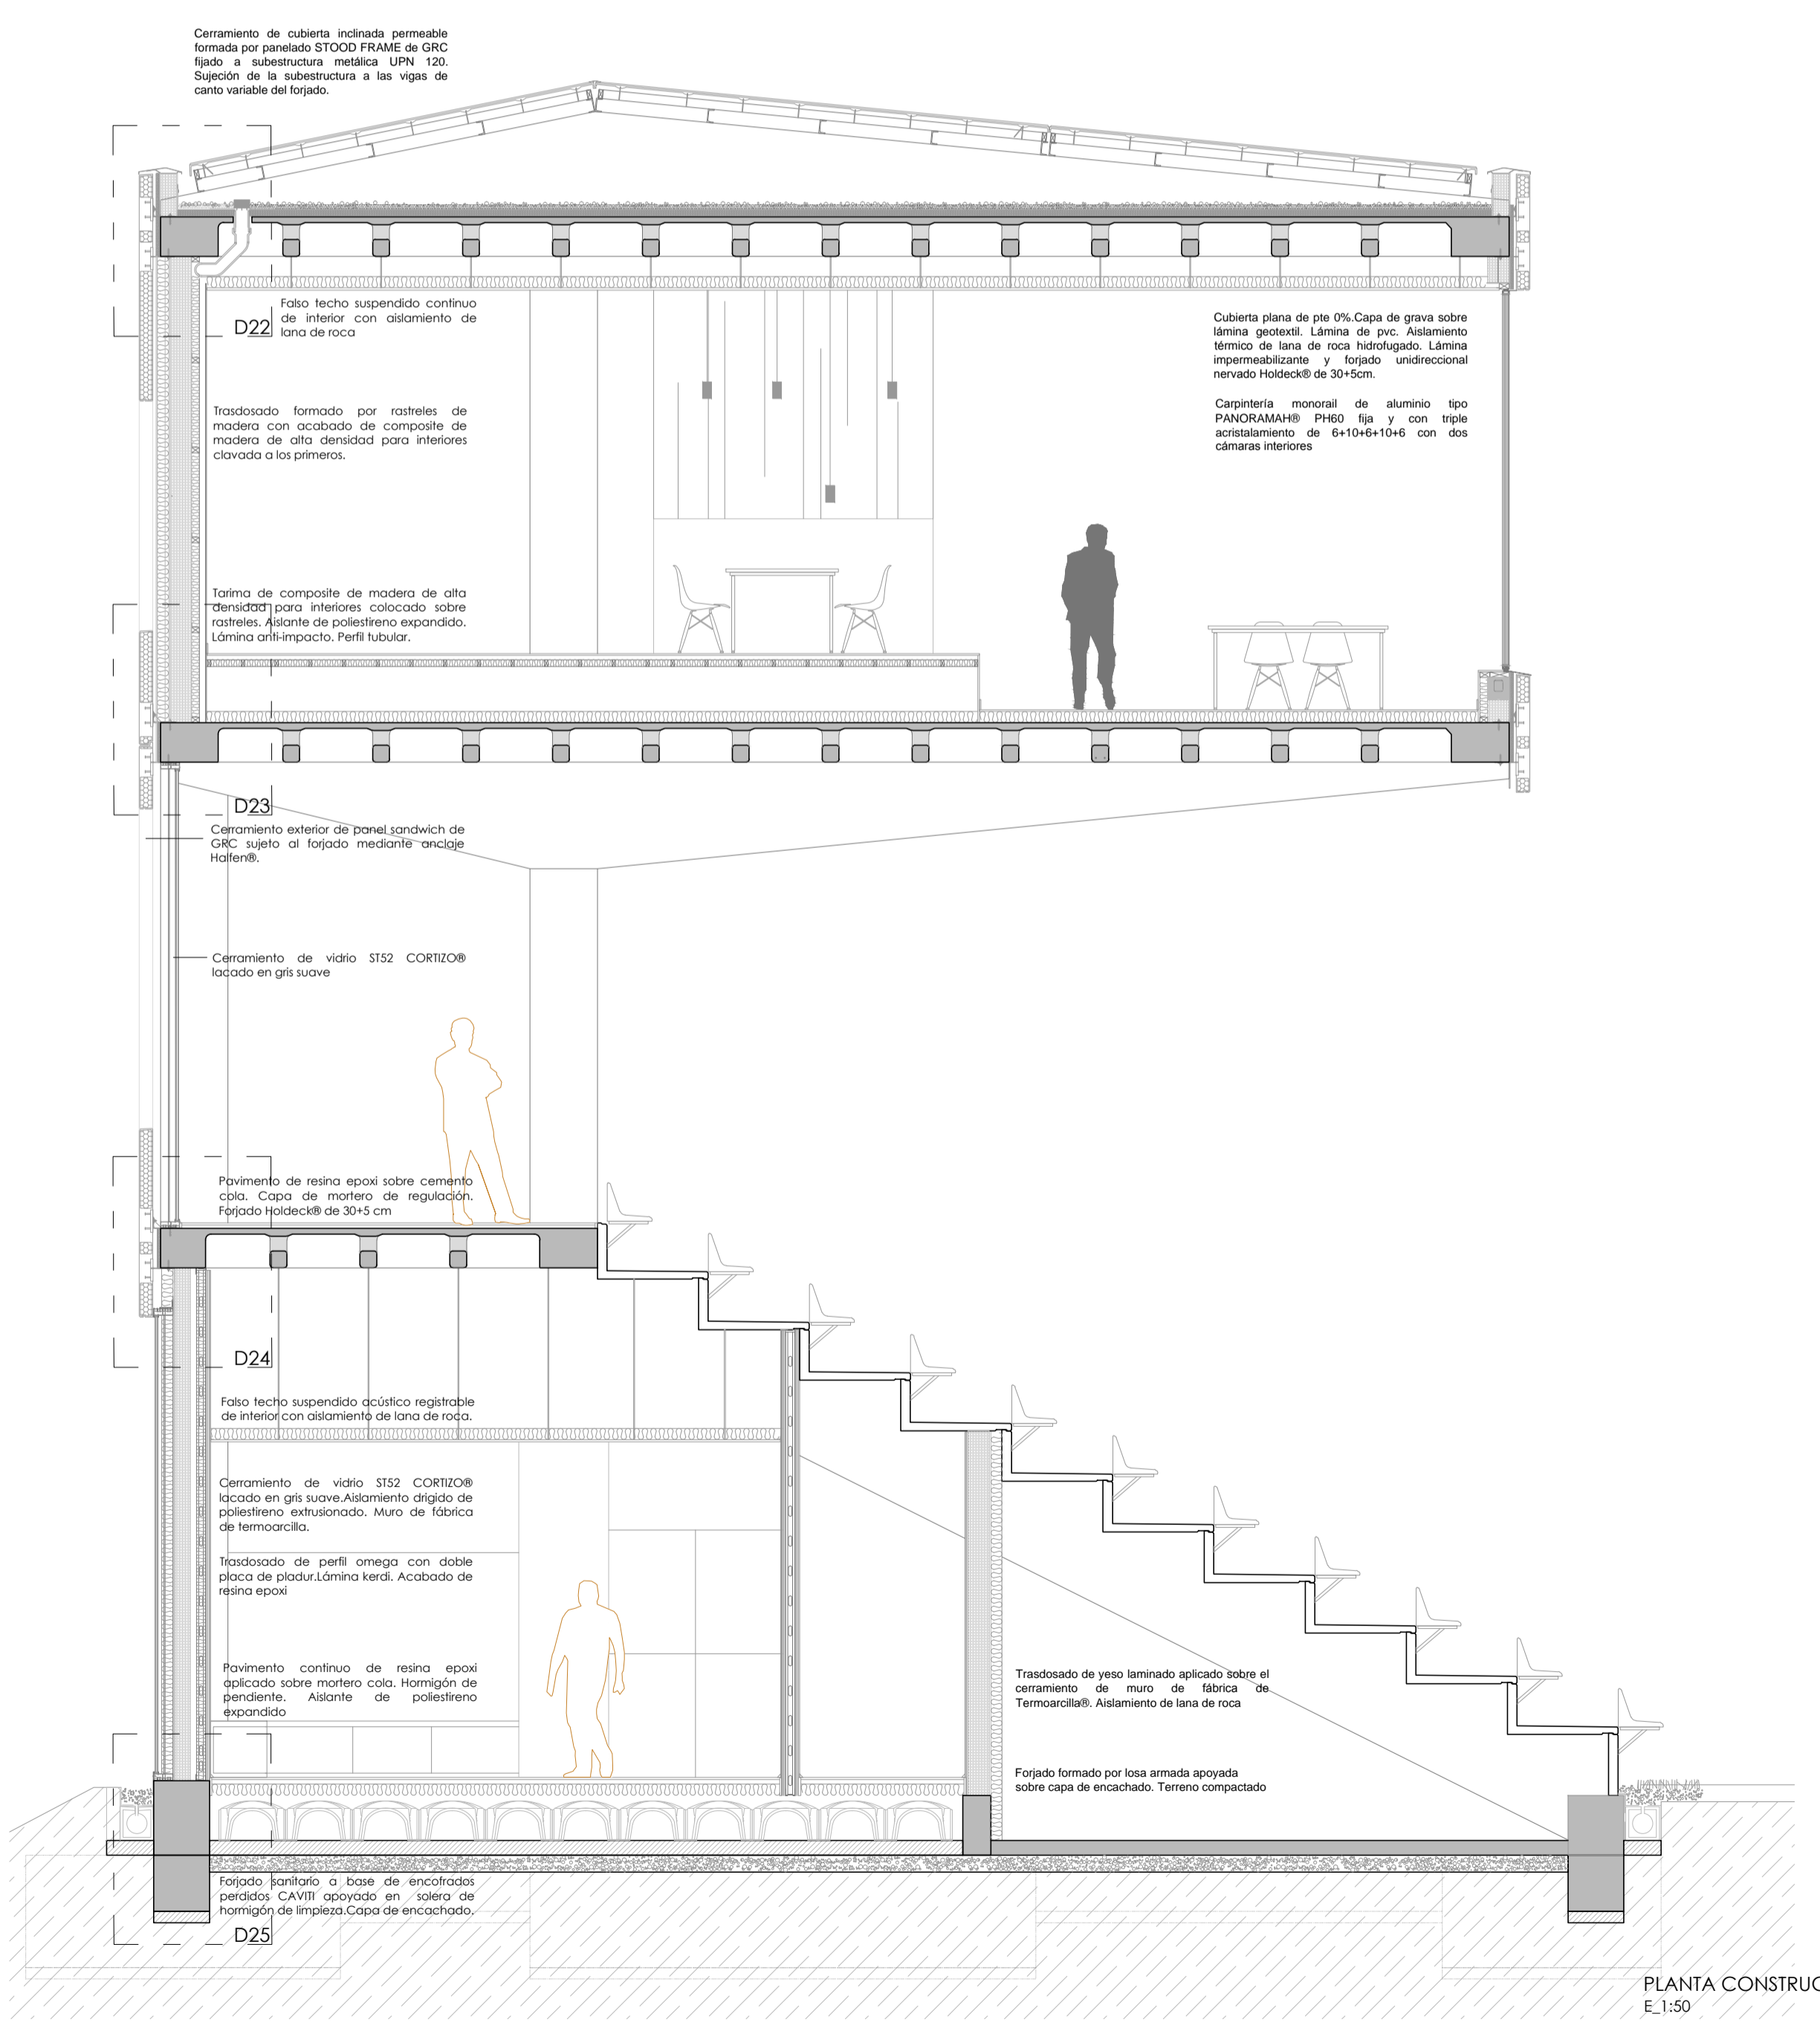 Cerramiento de cubierta inclinada permeable
formada por panelado STOOD FRAME de GRC
fijado a subestructura metálica UPN 120.
Sujeción de la subestructura a las vigas de
canto variable del forjado.
Falso techo suspendido continuo
de interior con aislamiento de
lana de roca
D22
Cubierta plana de pte 0%.Capa de grava sobre
lámina geotextil. Lámina de pvc. Aislamiento
térmico de lana de roca hidrofugado. Lámina
impermeabilizante y forjado unidireccional
nervado Holdeck® de 30+5cm.
Carpintería monorail de aluminio tipo
PANORAMAH® PH60 fija y con triple
acristalamiento de 6+10+6+10+6 con dos
cámaras interiores
Trasdosado formado por rastreles de
madera con acabado de composite de
madera de alta densidad para interiores
clavada a los primeros.
Tarima de composite de madera de alta
densidad para interiores colocado sobre
rastreles. Aislante de poliestireno expandido.
Lámina anti-impacto. Perfil tubular.
D23
Cerramiento exterior de panel sandwich de
GRC sujeto al forjado mediante anclaje
Halfen®.
Cerramiento de vidrio ST52 CORTIZO®
lacado en gris suave
Pavimento de resina epoxi sobre cemento
cola. Capa de mortero de regulación.
Forjado Holdeck® de 30+5 cm
D24
Falso techo suspendido acústico registrable
de interior con aislamiento de lana de roca.
Cerramiento de vidrio ST52 CORTIZO®
lacado en gris suave.Aislamiento drigido de
poliestireno extrusionado. Muro de fábrica
de termoarcilla.
Trasdosado de perfil omega con doble
placa de pladur.Lámina kerdi. Acabado de
resina epoxi
Pavimento continuo de resina epoxi
aplicado sobre mortero cola. Hormigón de
pendiente. Aislante de poliestireno
expandido
Trasdosado de yeso laminado aplicado sobre el
cerramiento de muro de fábrica de
Termoarcilla®. Aislamiento de lana de roca
Forjado formado por losa armada apoyada
sobre capa de encachado. Terreno compactado
Forjado sanitario a base de encofrados
perdidos CAVITI apoyado en solera de
hormigón de limpieza.Capa de encachado.
D25
PLANTA CONSTRUC
E_1:50